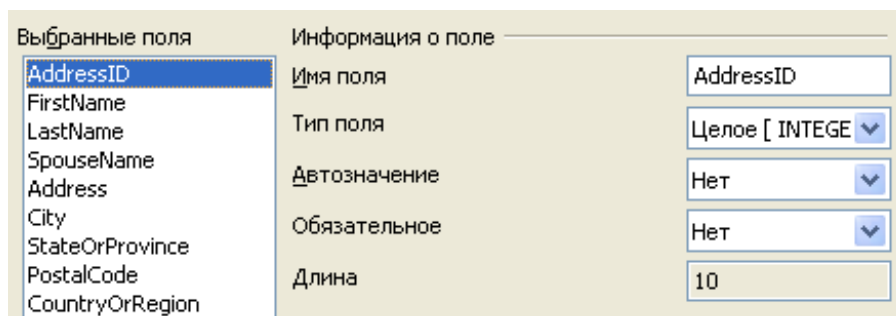 Выбранные поля
AddressID
FirstName
LastName
SpouseName
Address
City
StateOrProvince
PostalCode
CountryOrRegion
Информация о поле
Имя поля AddressID
Тип поля Целое [ INTEGE
Автозначение Нет
Обязательное Нет
Длина 10